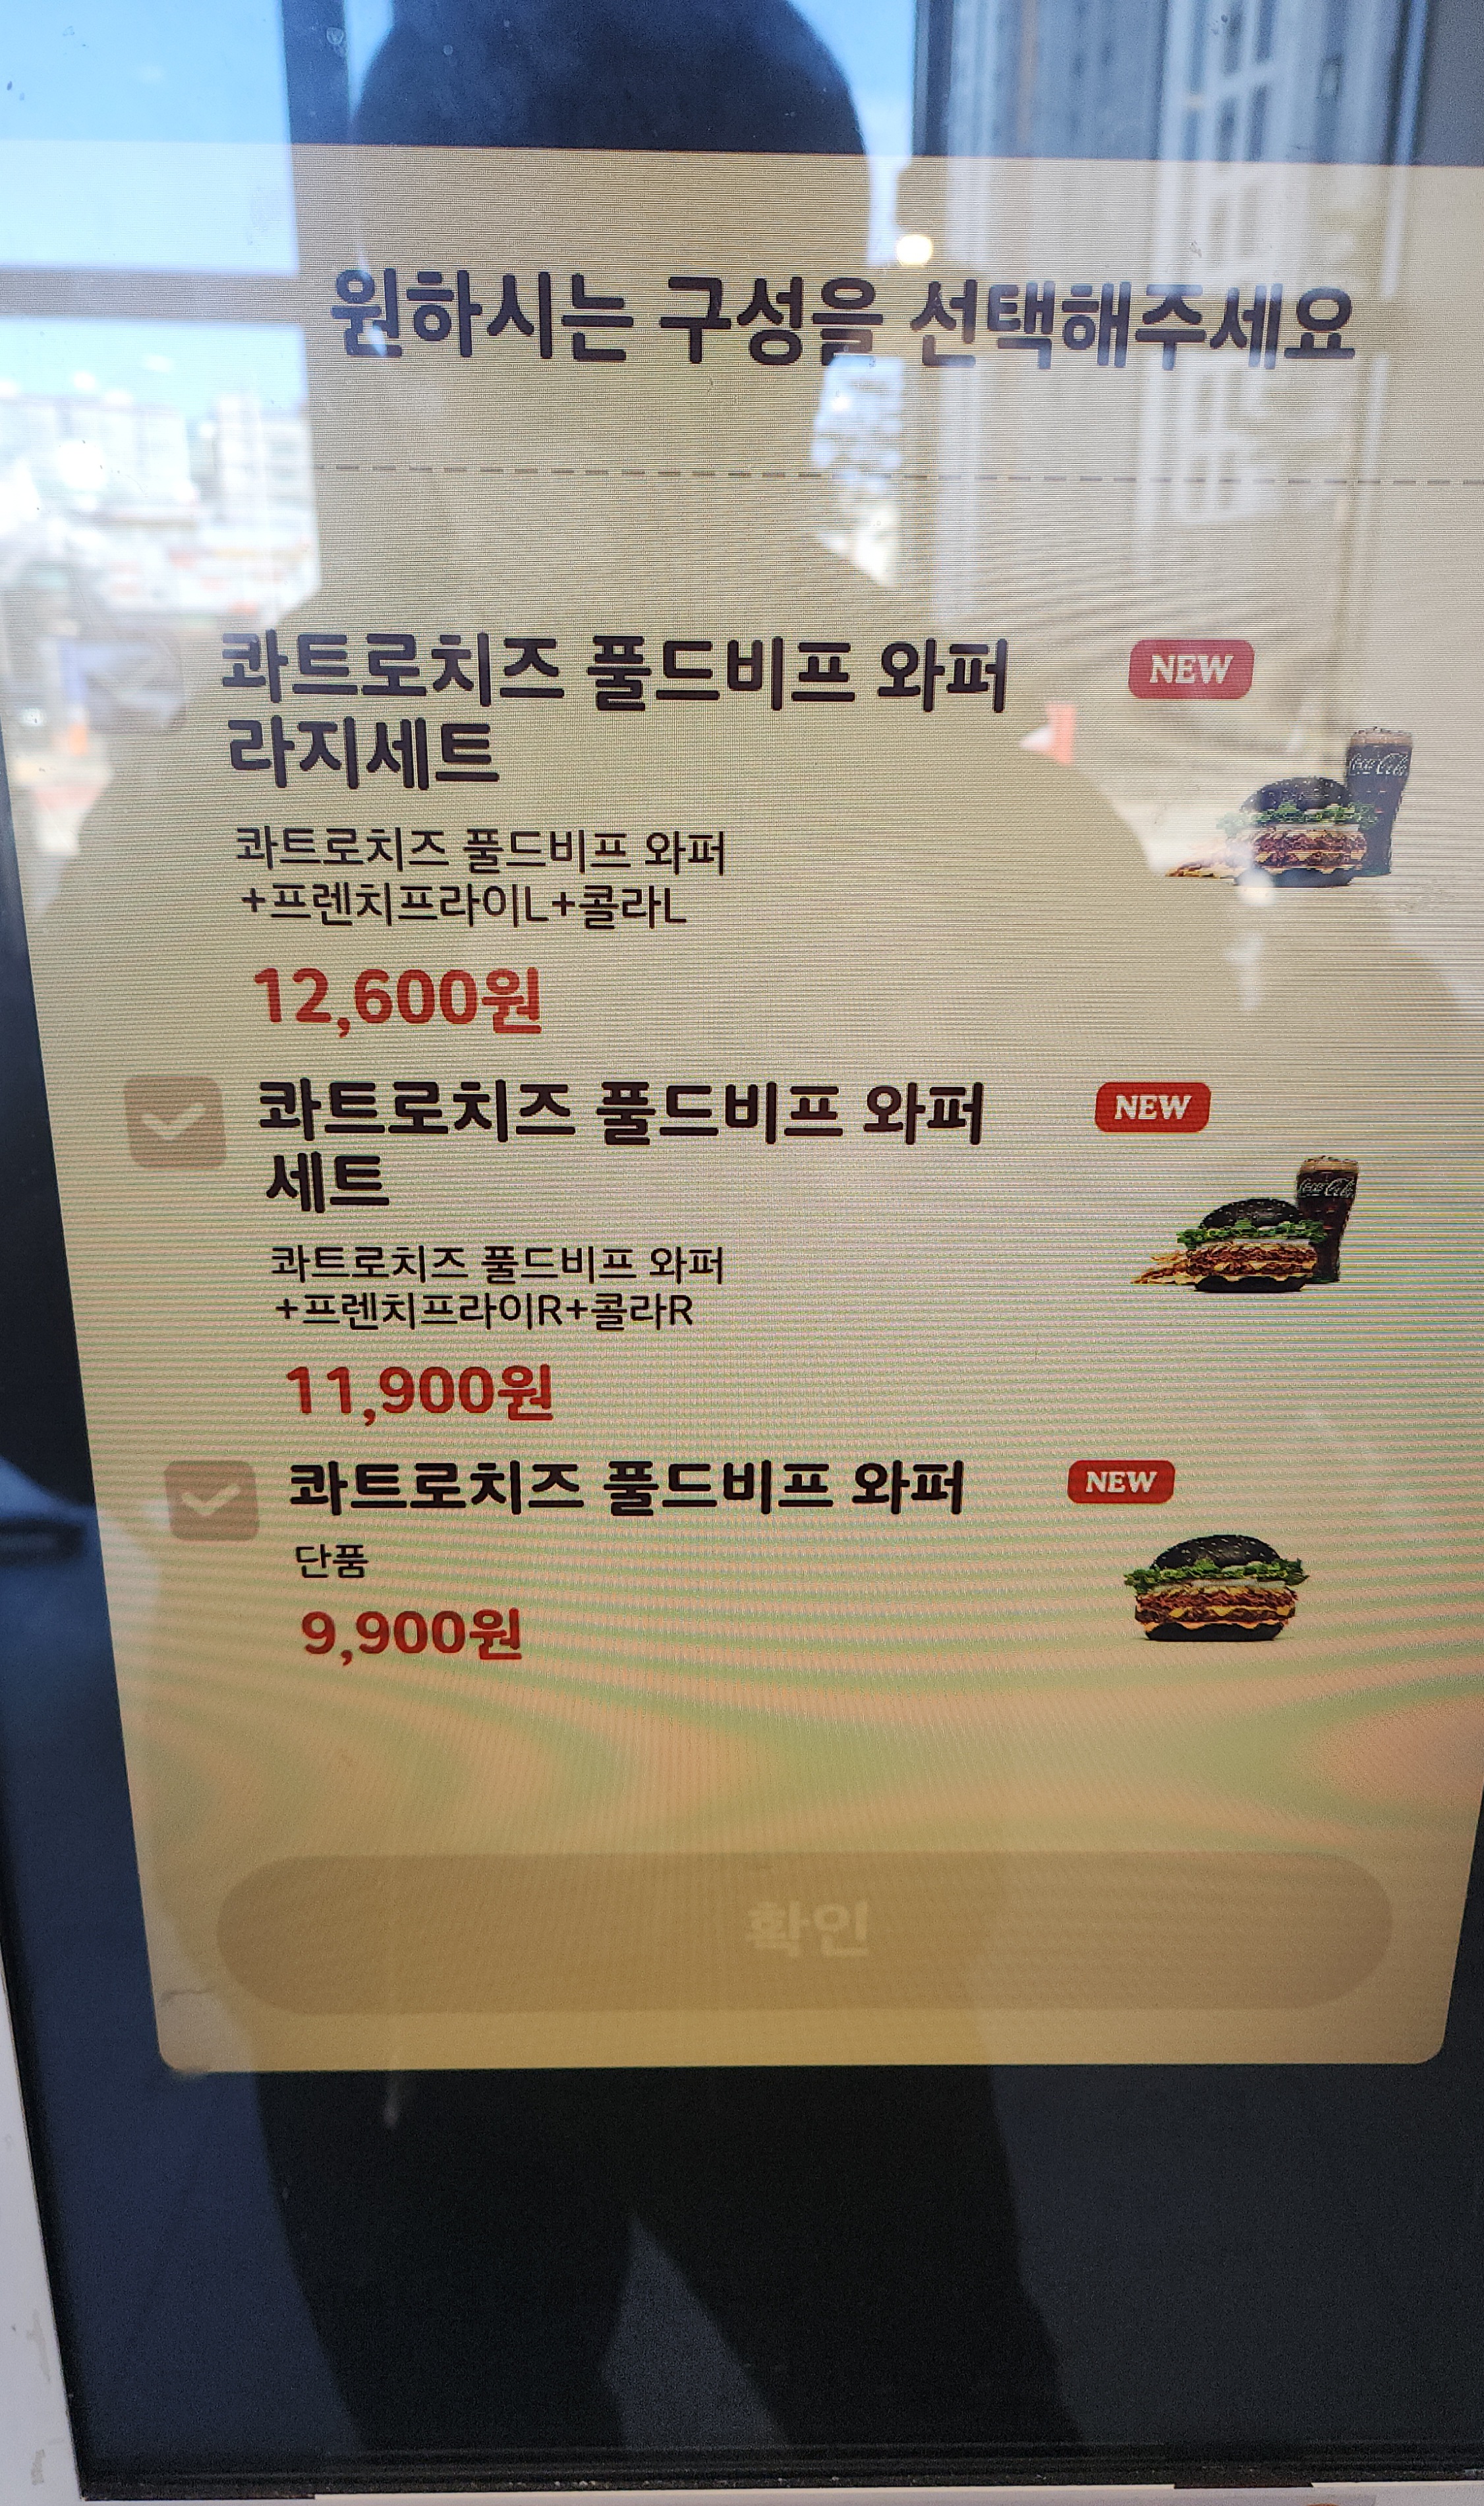 원하시는 구성을 선택해주세요
콰트로치즈 풀드비프 와퍼
NEW
라지세트
Coca-Cola
콰트로치즈 풀드비프 와퍼
+프렌치프라이L+콜라L
12,600원
콰트로치즈 풀드비프 와퍼
NEW
세트
Coca-Cola
콰트로치즈 풀드비프 와퍼
+프렌치프라이R+콜라R
11,900원
콰트로치즈 풀드비프 와퍼
NEW
단품
9,900원
확인